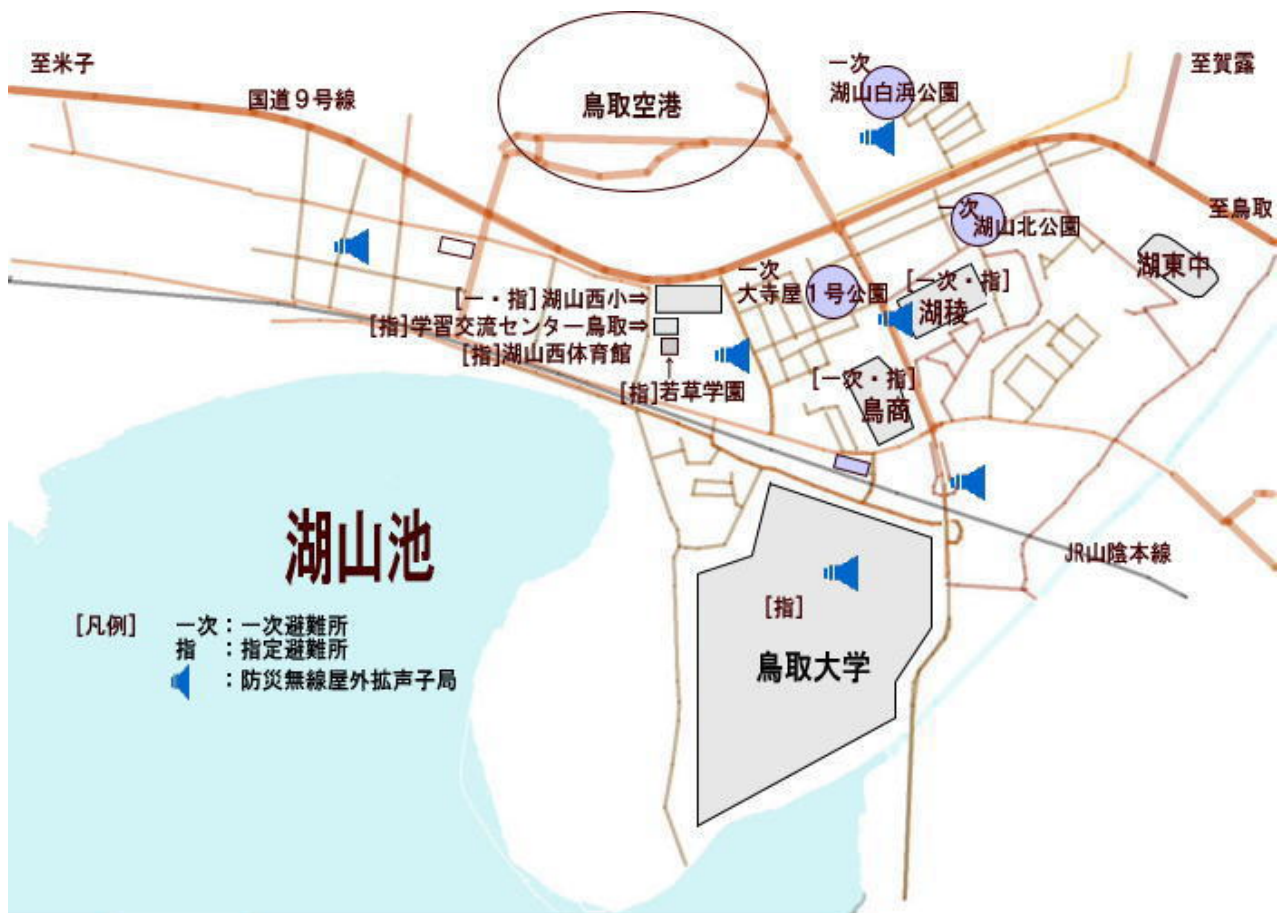 至米子
国道9号線
鳥取空港
一次
湖山白浜公園
至賀露
至鳥取
一次
湖山北公園
湖東中
一次
大寺屋1号公園
[一次・指]
湖稜
[一・指]湖山西小⇒
[指]学習交流センター鳥取⇒
[指]湖山西体育館
↑
[指]若草学園
[一次・指]
鳥商
湖山池
JR山陰本線
[指]
鳥取大学
[凡例] 一次:一次避難所
指 :指定避難所
:防災無線屋外拡声子局